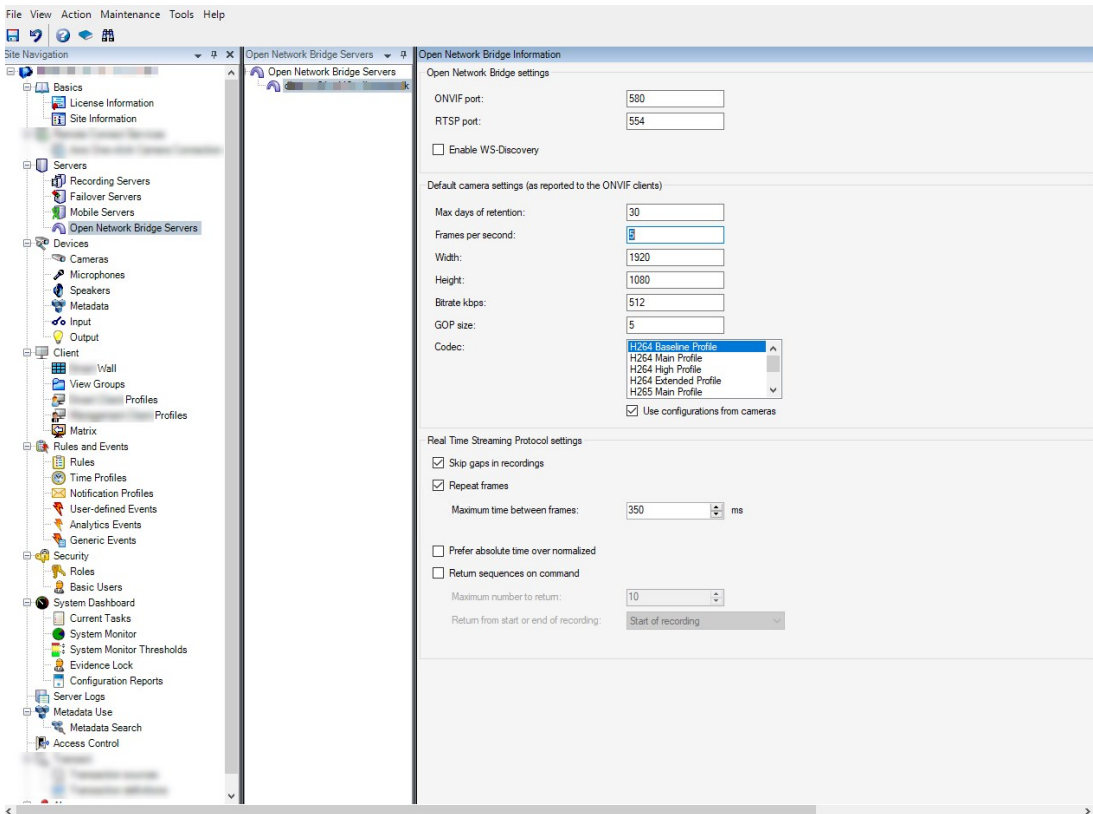 File View Action Maintenance Tools Help
Site Navigation
Basics
License Information
Site Information
Servers
Recording Servers
Failover Servers
Mobile Servers
Open Network Bridge Servers
Devices
Cameras
Microphones
Speakers
Metadata
Input
Output
Client
Wall
View Groups
Profiles
Profiles
Matrix
Rules and Events
Rules
Time Profiles
Notification Profiles
User-defined Events
Analytics Events
Generic Events
Security
Roles
Basic Users
System Dashboard
Current Tasks
System Monitor
System Monitor Thresholds
Evidence Lock
Configuration Reports
Server Logs
Metadata Use
Metadata Search
Access Control
Open Network Bridge Servers
Open Network Bridge Servers
Open Network Bridge Information
Open Network Bridge settings
ONVIF port: 580
RTSP port: 554
Enable WS-Discovery
Default camera settings (as reported to the ONVIF clients)
Max days of retention: 30
Frames per second: 5
Width: 1920
Height: 1080
Bitrate kbps: 512
GOP size: 5
Codec: H264 Baseline Profile
H264 Main Profile
H264 High Profile
H264 Extended Profile
H265 Main Profile
Use configurations from cameras
Real Time Streaming Protocol settings
Skip gaps in recordings
Repeat frames
Maximum time between frames: 350 ms
Prefer absolute time over normalized
Return sequences on command
Maximum number to return: 10
Return from start or end of recording: Start of recording